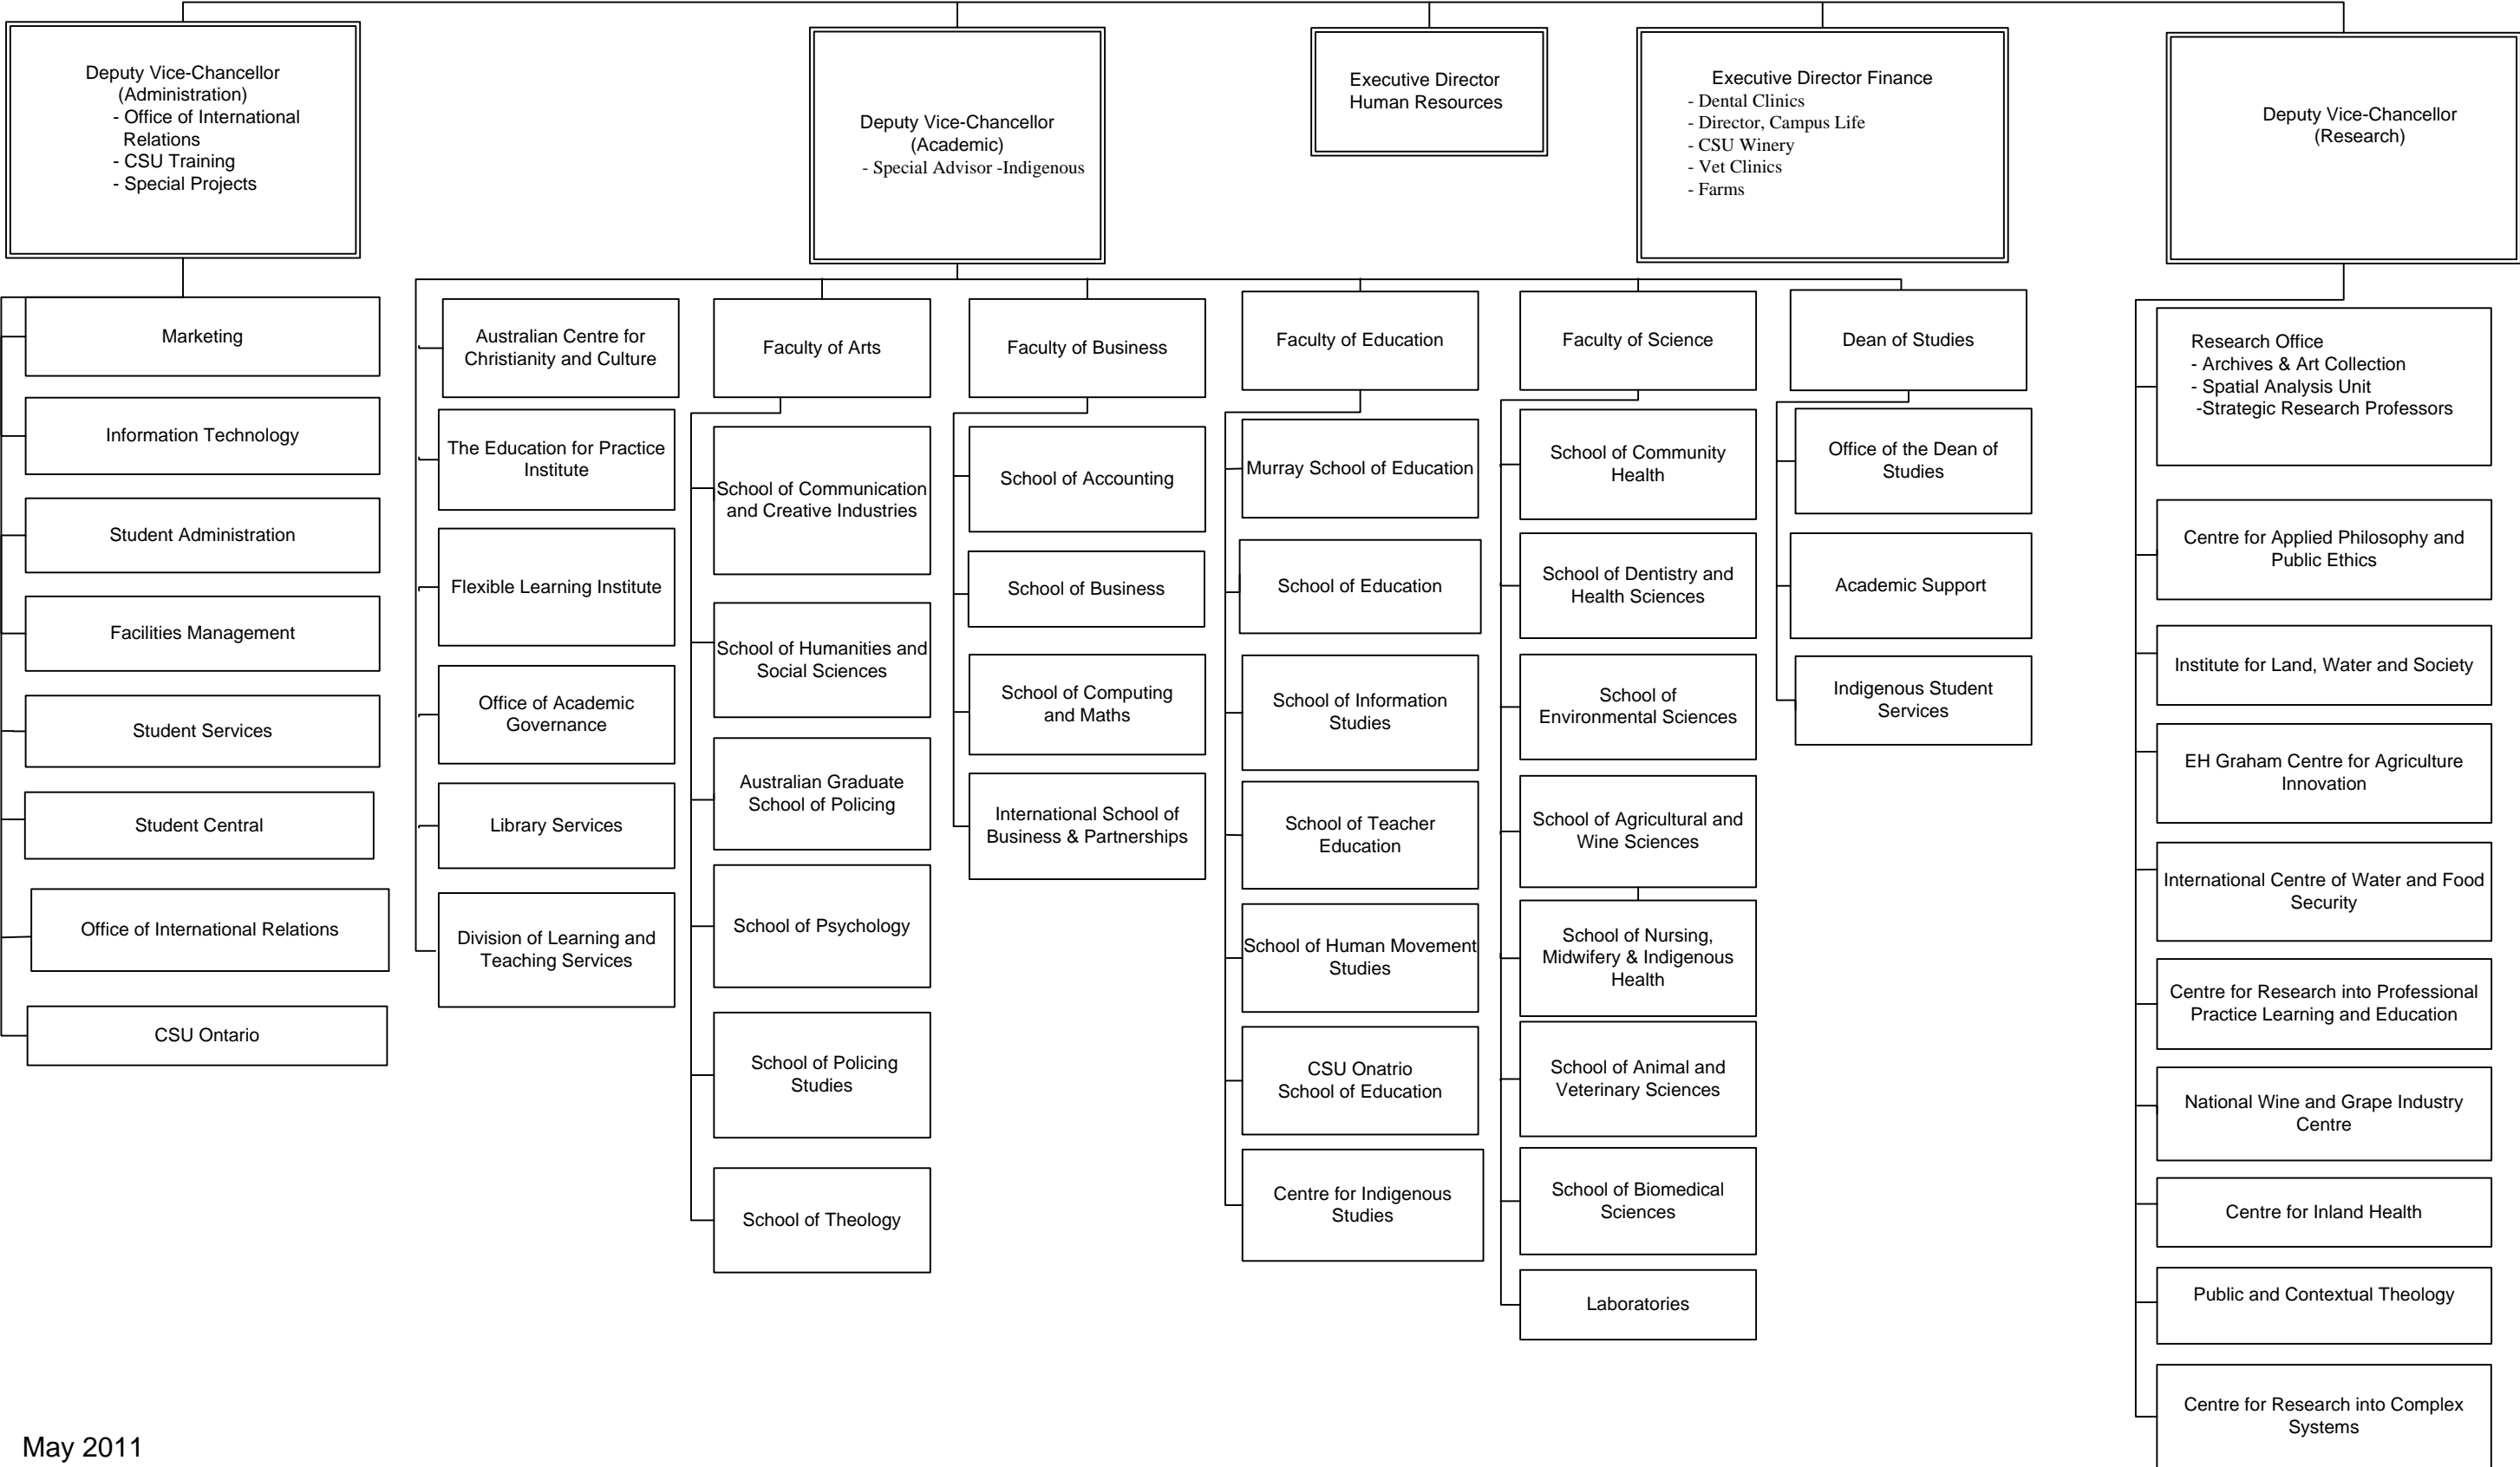 Deputy Vice-Chancellor
(Administration)
- Office of International
Relations
- CSU Training
- Special Projects
Deputy Vice-Chancellor
(Academic)
- Special Advisor -Indigenous
Executive Director
Human Resources
Executive Director Finance
- Dental Clinics
- Director, Campus Life
- CSU Winery
- Vet Clinics
- Farms
Deputy Vice-Chancellor
(Research)
Marketing
Information Technology
Student Administration
Facilities Management
Student Services
Student Central
Office of International Relations
CSU Ontario
Australian Centre for
Christianity and Culture
The Education for Practice
Institute
Flexible Learning Institute
Office of Academic
Governance
Library Services
Division of Learning and
Teaching Services
Faculty of Arts
School of Communication
and Creative Industries
School of Humanities and
Social Sciences
Australian Graduate
School of Policing
School of Psychology
School of Policing
Studies
School of Theology
Faculty of Business
School of Accounting
School of Business
School of Computing
and Maths
International School of
Business & Partnerships
Faculty of Education
Murray School of Education
School of Education
School of Information
Studies
School of Teacher
Education
School of Human Movement
Studies
CSU Onatrio
School of Education
Centre for Indigenous
Studies
Faculty of Science
School of Community
Health
School of Dentistry and
Health Sciences
School of
Environmental Sciences
School of Agricultural and
Wine Sciences
School of Nursing,
Midwifery & Indigenous
Health
School of Animal and
Veterinary Sciences
School of Biomedical
Sciences
Laboratories
Dean of Studies
Office of the Dean of
Studies
Academic Support
Indigenous Student
Services
Research Office
- Archives & Art Collection
- Spatial Analysis Unit
-Strategic Research Professors
Centre for Applied Philosophy and
Public Ethics
Institute for Land, Water and Society
EH Graham Centre for Agriculture
Innovation
International Centre of Water and Food
Security
Centre for Research into Professional
Practice Learning and Education
National Wine and Grape Industry
Centre
Centre for Inland Health
Public and Contextual Theology
Centre for Research into Complex
Systems
May 2011